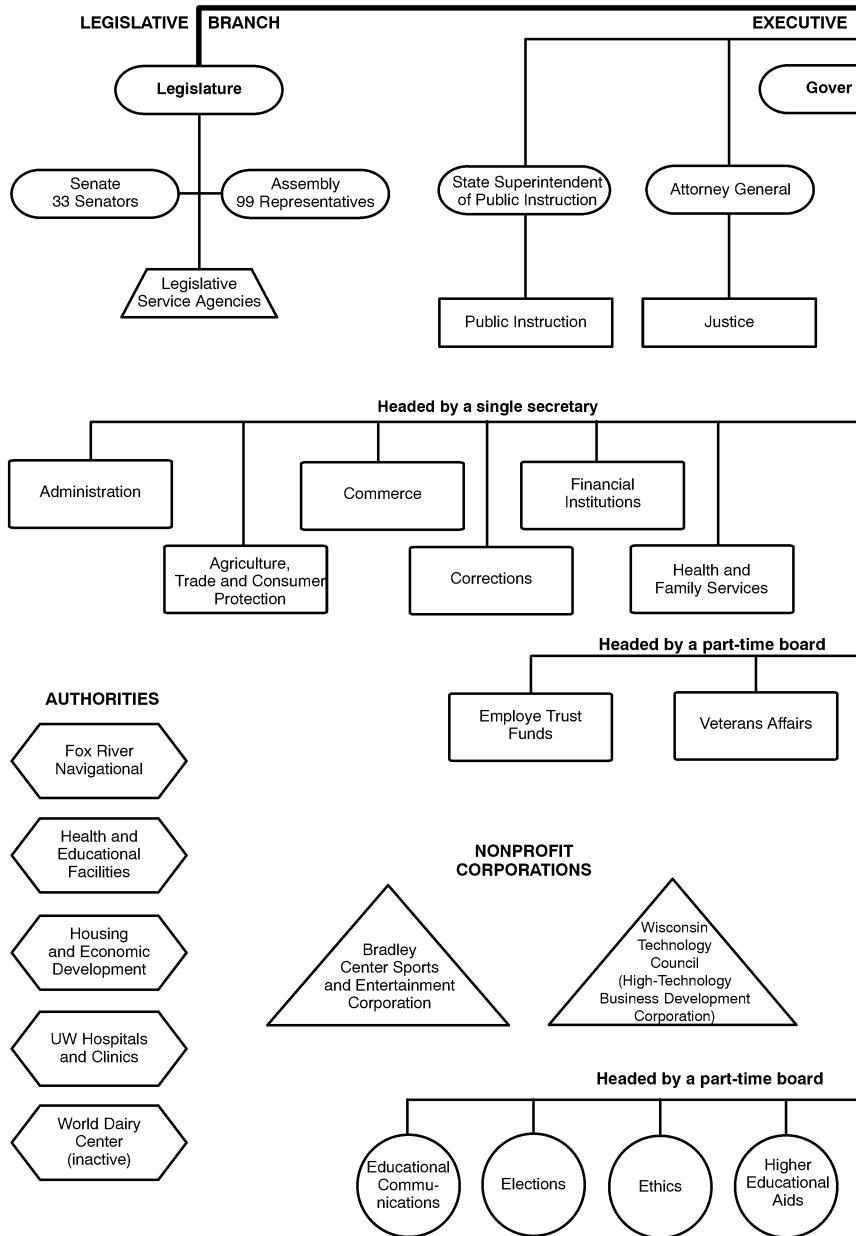 LEGISLATIVE BRANCH
EXECUTIVE
Legislature
Gover
Senate
33 Senators
Assembly
99 Representatives
State Superintendent
of Public Instruction
Attorney General
Legislative
Service Agencies
Public Instruction
Justice
Headed by a single secretary
Administration
Commerce
Financial
Institutions
Agriculture,
Trade and Consumer
Protection
Corrections
Health and
Family Services
Headed by a part-time board
Employe Trust
Funds
Veterans Affairs
AUTHORITIES
Fox River
Navigational
Health and
Educational
Facilities
Housing
and Economic
Development
UW Hospitals
and Clinics
World Dairy
Center
(inactive)
NONPROFIT
CORPORATIONS
Bradley
Center Sports
and Entertainment
Corporation
Wisconsin
Technology
Council
(High-Technology
Business Development
Corporation)
Headed by a part-time board
Educational
Commu-
nications
Elections
Ethics
Higher
Educational
Aids